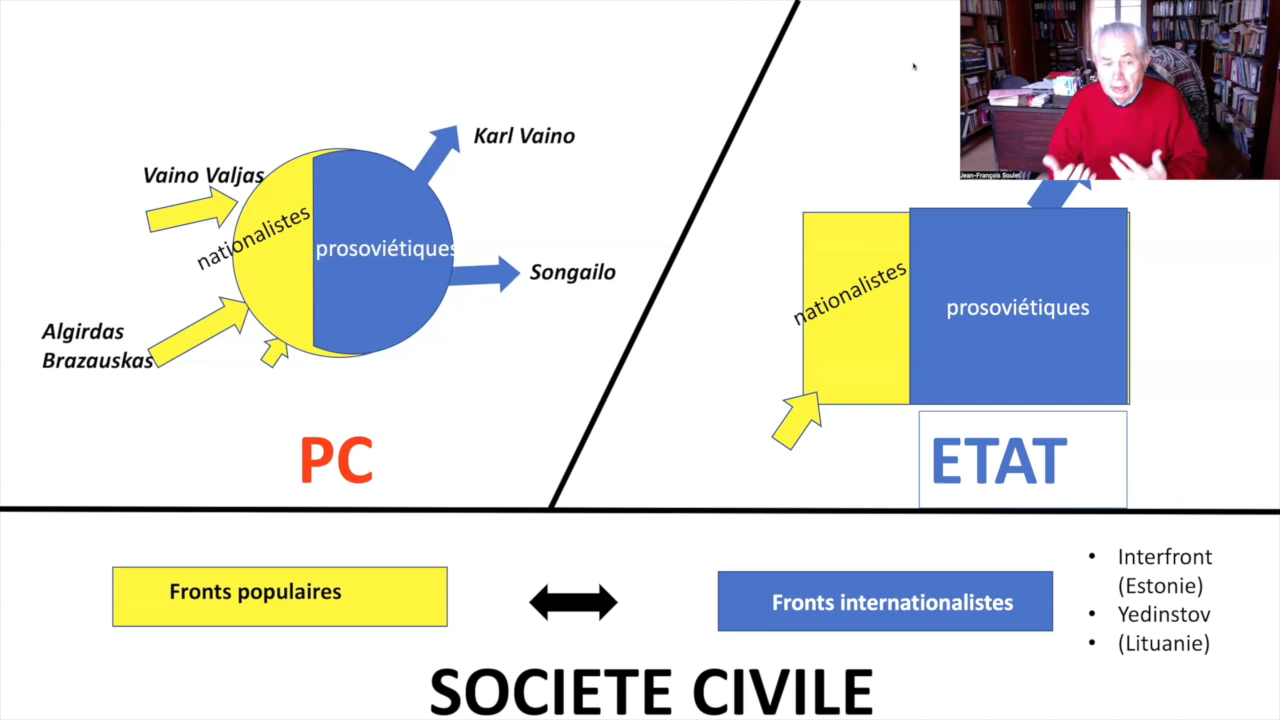 Karl Vaino
Vaino Valjas
nationalistes
prosoviétiques
Songailo
Algirdas
Brazauskas
PC
Jean-François Soulet
nationalistes
prosoviétiques
ETAT
Fronts populaires
Fronts internationalistes
• Interfront
(Estonie)
• Yedinstov
• (Lituanie)
SOCIETE CIVILE